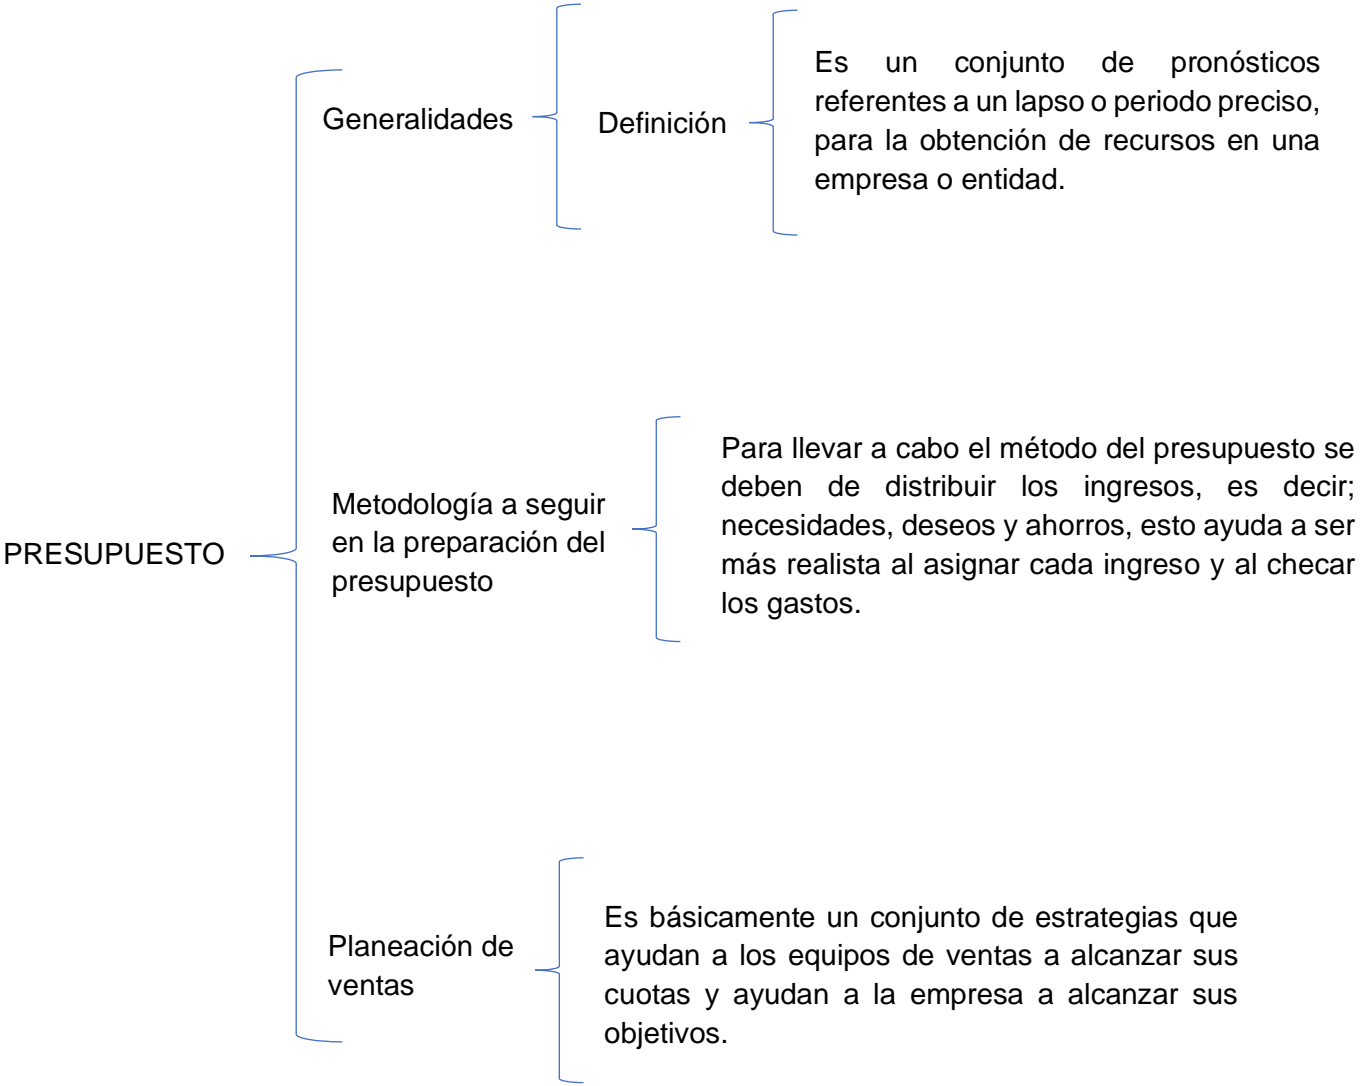 Es un conjunto de pronósticos
referentes a un lapso o periodo preciso,
para la obtención de recursos en una
empresa o entidad.
Generalidades
Definición
Para llevar a cabo el método del presupuesto se
deben de distribuir los ingresos, es decir;
necesidades, deseos y ahorros, esto ayuda a ser
más realista al asignar cada ingreso y al checar
los gastos.
Metodología a seguir
en la preparación del
presupuesto
PRESUPUESTO
Es básicamente un conjunto de estrategias que
ayudan a los equipos de ventas a alcanzar sus
cuotas y ayudan a la empresa a alcanzar sus
objetivos.
Planeación de
ventas